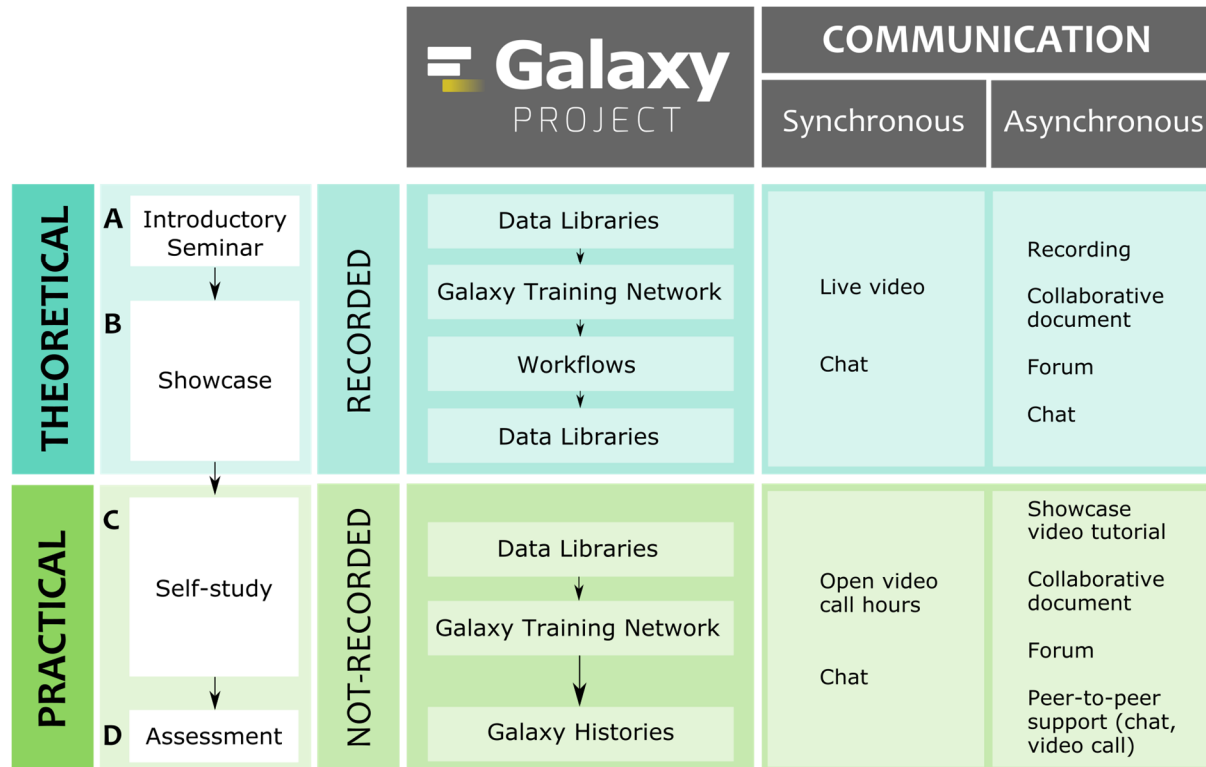 Galaxy
PROJECT
COMMUNICATION
Synchronous
Asynchronous
THEORETICAL
A
Introductory
Seminar
B
Showcase
RECORDED
Data Libraries
Galaxy Training Network
Workflows
Data Libraries
Live video
Chat
Recording
Collaborative
document
Forum
Chat
PRACTICAL
C
Self-study
D
Assessment
NOT-RECORDED
Data Libraries
Galaxy Training Network
Galaxy Histories
Open video
call hours
Chat
Showcase
video tutorial
Collaborative
document
Forum
Peer-to-peer
support (chat,
video call)